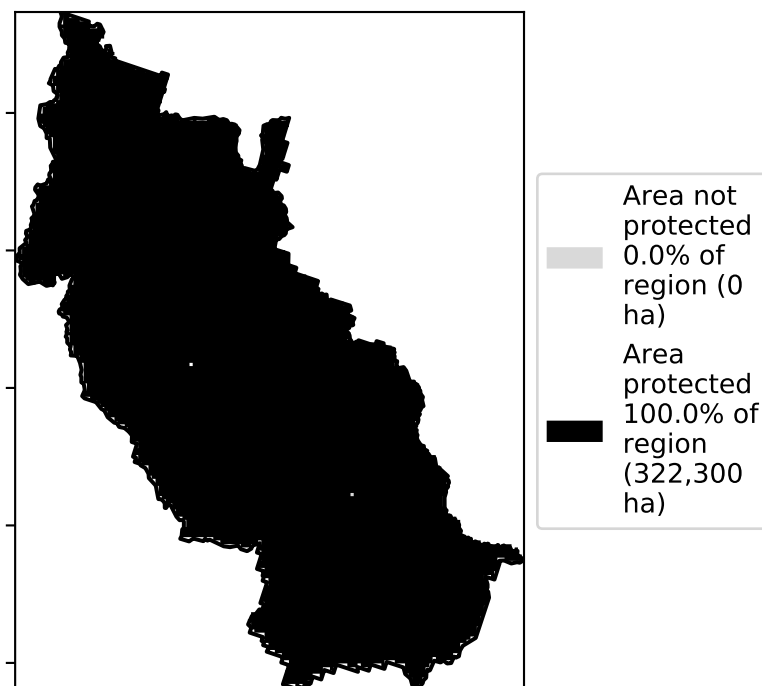 Area not
protected
0.0% of
region (0
ha)
Area
protected
100.0% of
region
(322,300
ha)